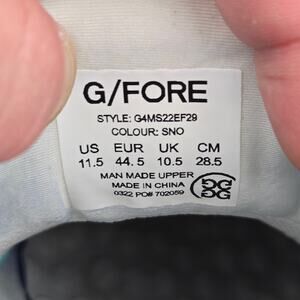 G/FORE
STYLE: G4MS22EF29
COLOUR: SNO
US EUR UK CM
11.5 44.5 10.5 28.5
MAN MADE UPPER
MADE IN CHINA
0322 PO# 702059